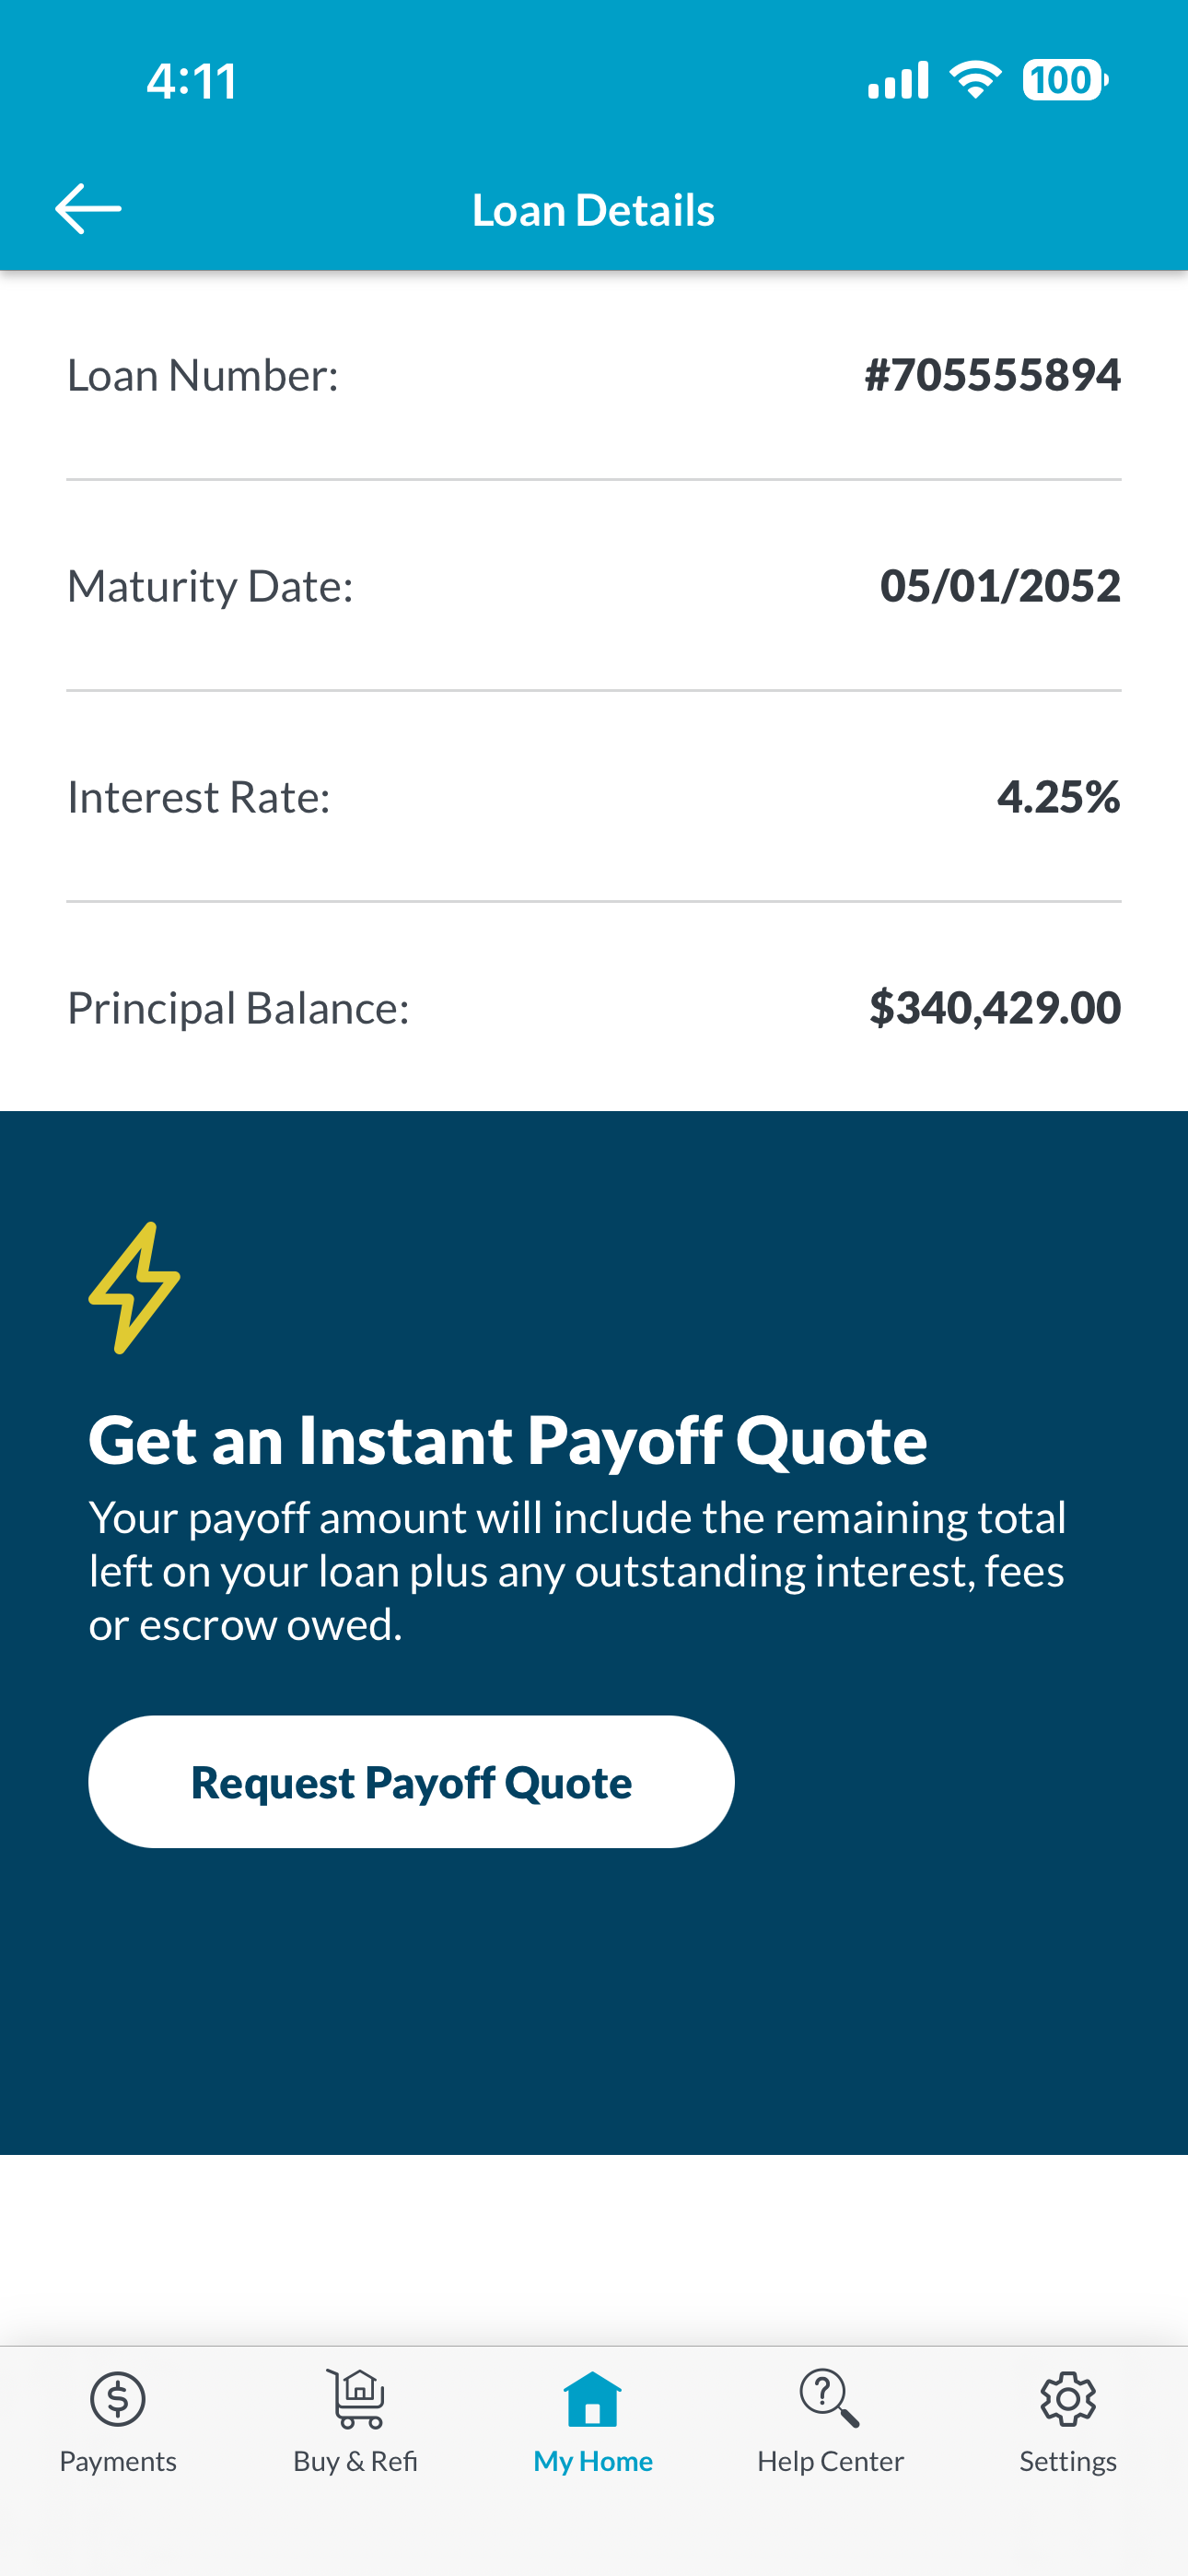 4:11
100
Loan Details
Loan Number: #705555894
Maturity Date: 05/01/2052
Interest Rate: 4.25%
Principal Balance: $340,429.00
Get an Instant Payoff Quote
Your payoff amount will include the remaining total
left on your loan plus any outstanding interest, fees
or escrow owed.
Request Payoff Quote
Payments Buy & Refi My Home Help Center Settings